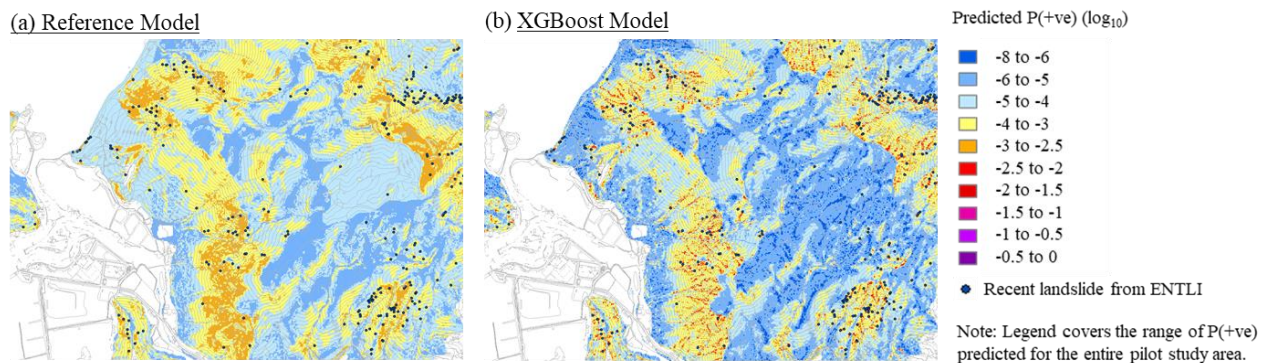 (a) Reference Model
(b) XGBoost Model
Predicted P(+ve) (log₁₀)
-8 to -6
-6 to -5
-5 to -4
-4 to -3
-3 to -2.5
-2.5 to -2
-2 to -1.5
-1.5 to -1
-1 to -0.5
-0.5 to 0
Recent landslide from ENTLI
Note: Legend covers the range of P(+ve)
predicted for the entire pilot study area.